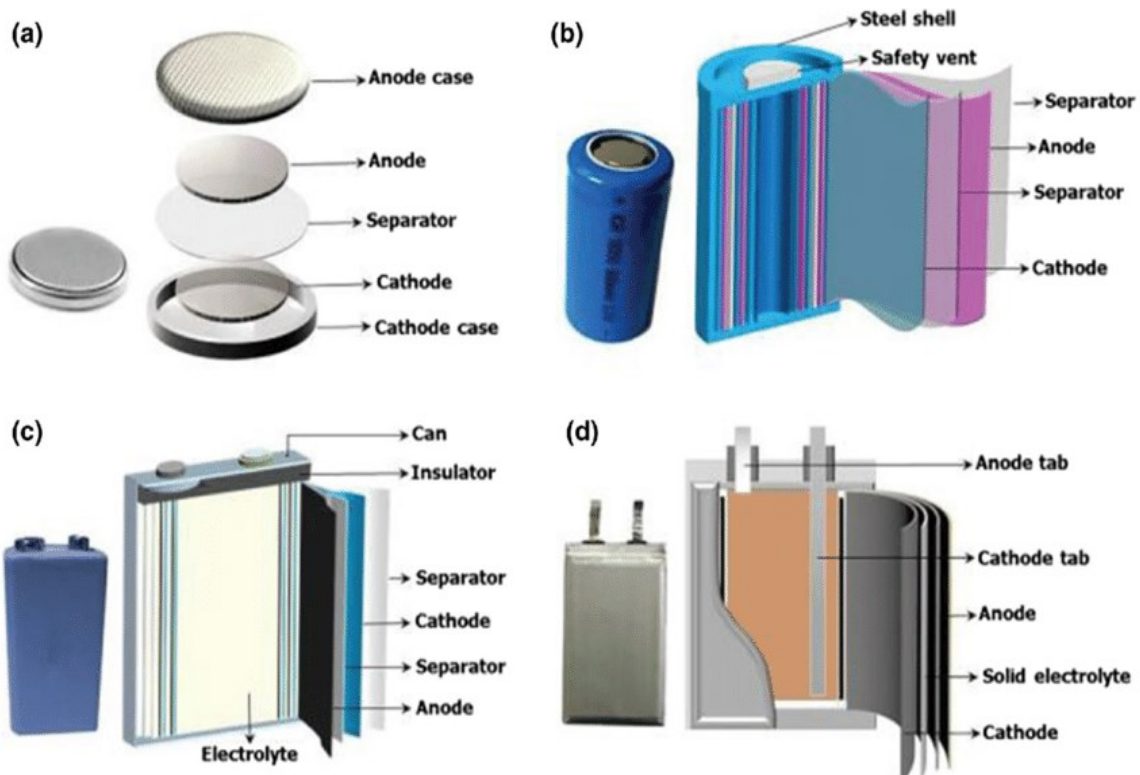 (a)
Anode case
Anode
Separator
Cathode
Cathode case
(b)
Steel shell
Safety vent
Separator
Anode
Separator
Cathode
(c)
Can
Insulator
Separator
Cathode
Separator
Anode
Electrolyte
(d)
Anode tab
Cathode tab
Anode
Solid electrolyte
Cathode